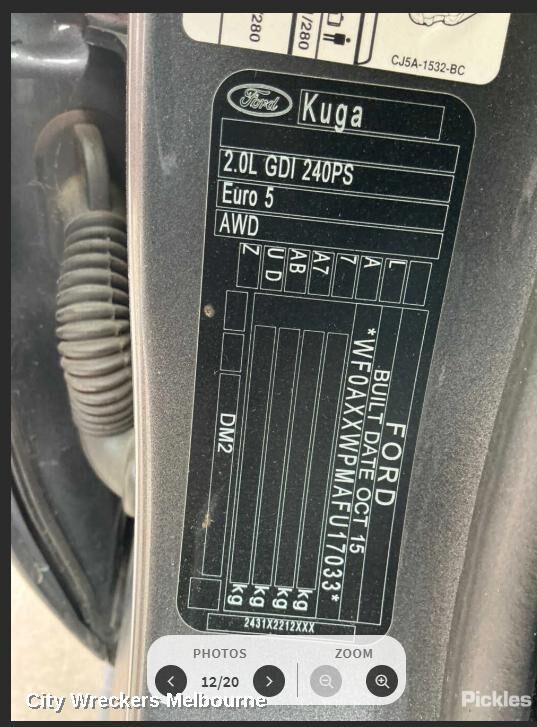 /280
/280
CJ5A-1532-BC
Ford
Kuga
2.0L GDI 240PS
Euro 5
AWD
Z
U D
AB
A7
7
A
L
FORD
BUILT DATE OCT 15
*WF0AXXWPMAFU17033*
DM2
kg
kg
kg
kg
2431X2212XXX
PHOTOS
ZOOM
12/20
City Wreckers Melbourne
Pickles